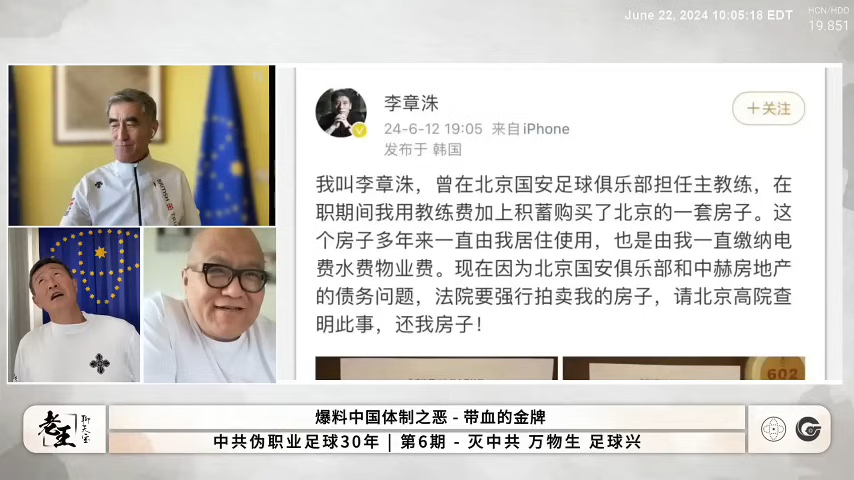 June 22, 2024 10:05:18 EDT
HCN/HDO
19.851
李章洙
＋关注
24-6-12 19:05 来自 iPhone
发布于 韩国
我叫李章洙，曾在北京国安足球俱乐部担任主教练，在
职期间我用教练费加上积蓄购买了北京的一套房子。这
个房子多年来一直由我居住使用，也是由我一直缴纳电
费水费物业费。现在因为北京国安俱乐部和中赫房地产
的债务问题，法院要强行拍卖我的房子，请北京高院查
明此事，还我房子！
602
老王
聊天室
爆料中国体制之恶 - 带血的金牌
中共伪职业足球30年 | 第6期 - 灭中共 万物生 足球兴